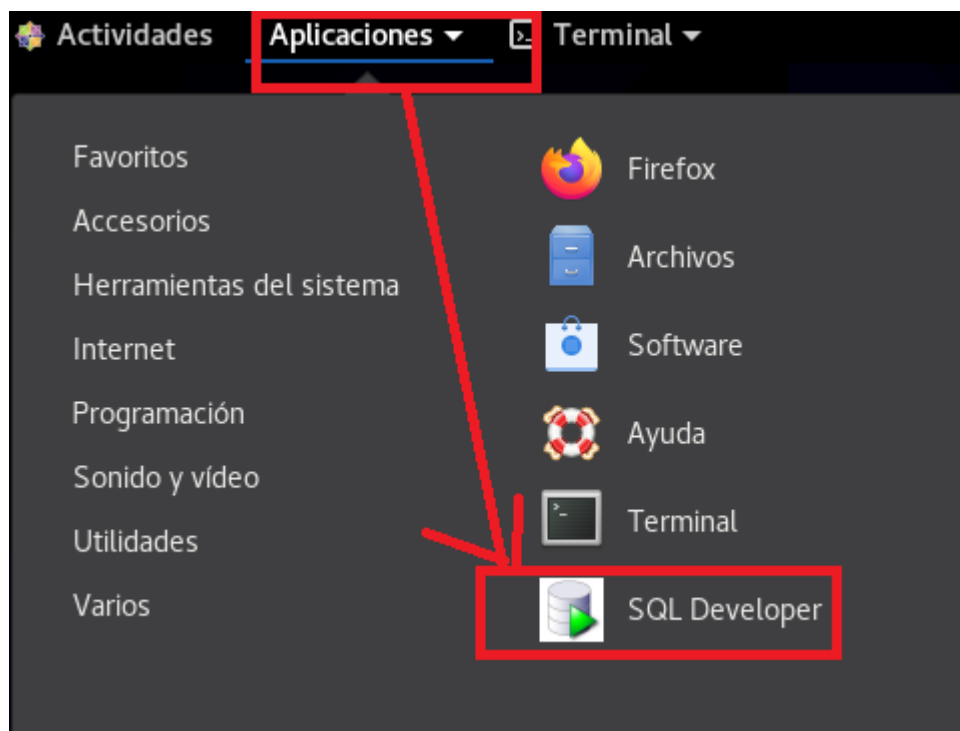 Actividades Aplicaciones Terminal
Favoritos
Accesorios
Herramientas del sistema
Internet
Programación
Sonido y vídeo
Utilidades
Varios
Firefox
Archivos
Software
Ayuda
Terminal
SQL Developer